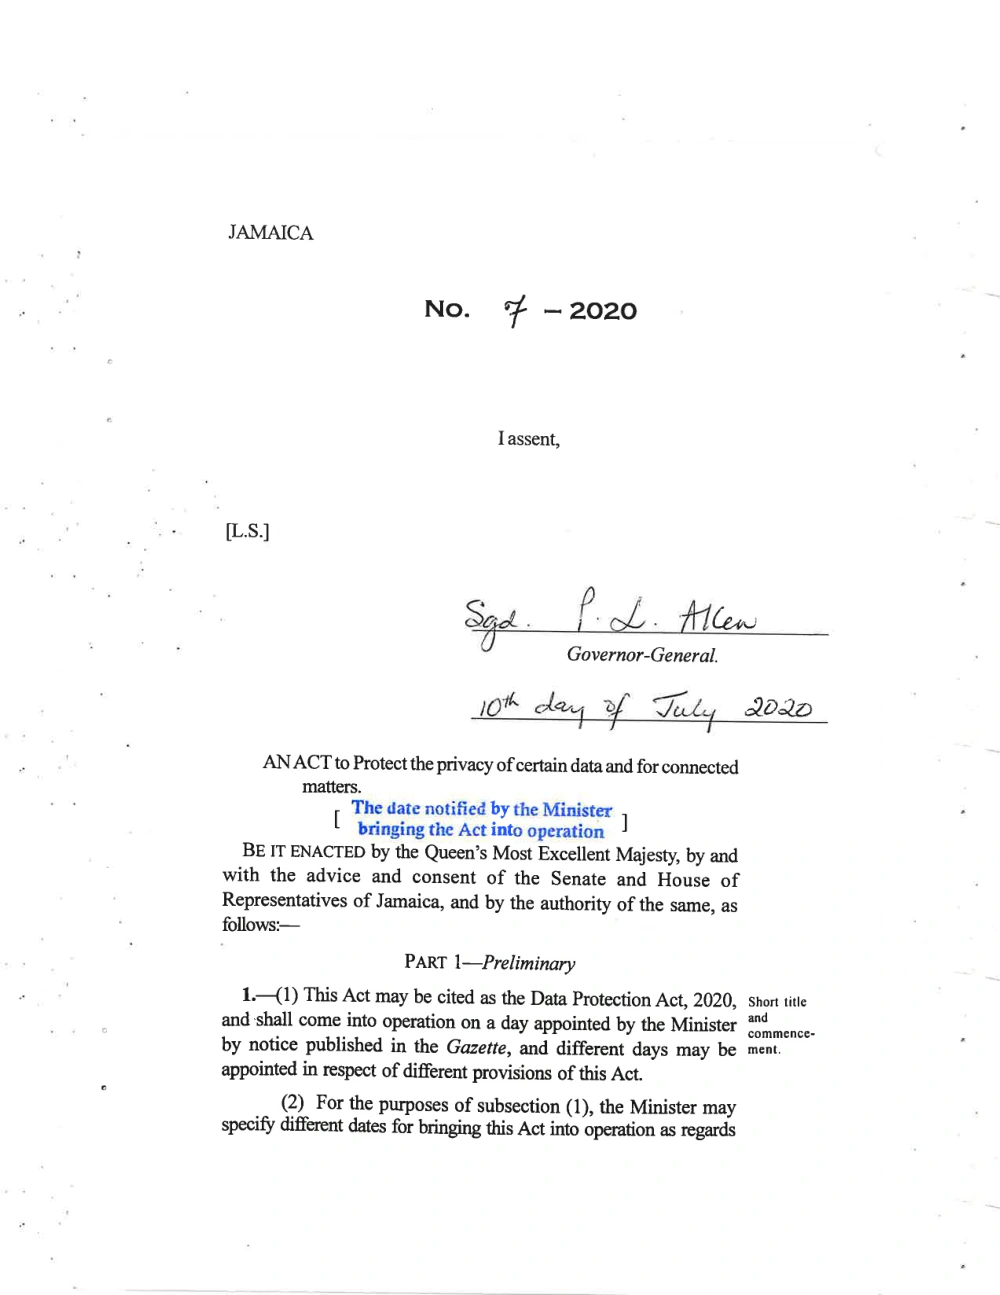 JAMAICA
No. 7 – 2020
I assent,
[L.S.]
Sgd. P. L. Allen
Governor-General.
10th day of July 2020
AN ACT to Protect the privacy of certain data and for connected
matters.
[ The date notified by the Minister
bringing the Act into operation ]
BE IT ENACTED by the Queen's Most Excellent Majesty, by and
with the advice and consent of the Senate and House of
Representatives of Jamaica, and by the authority of the same, as
follows:—
PART 1—Preliminary
1.—(1) This Act may be cited as the Data Protection Act, 2020,
and shall come into operation on a day appointed by the Minister
by notice published in the Gazette, and different days may be
appointed in respect of different provisions of this Act.
Short title
and
commence-
ment.
(2) For the purposes of subsection (1), the Minister may
specify different dates for bringing this Act into operation as regards